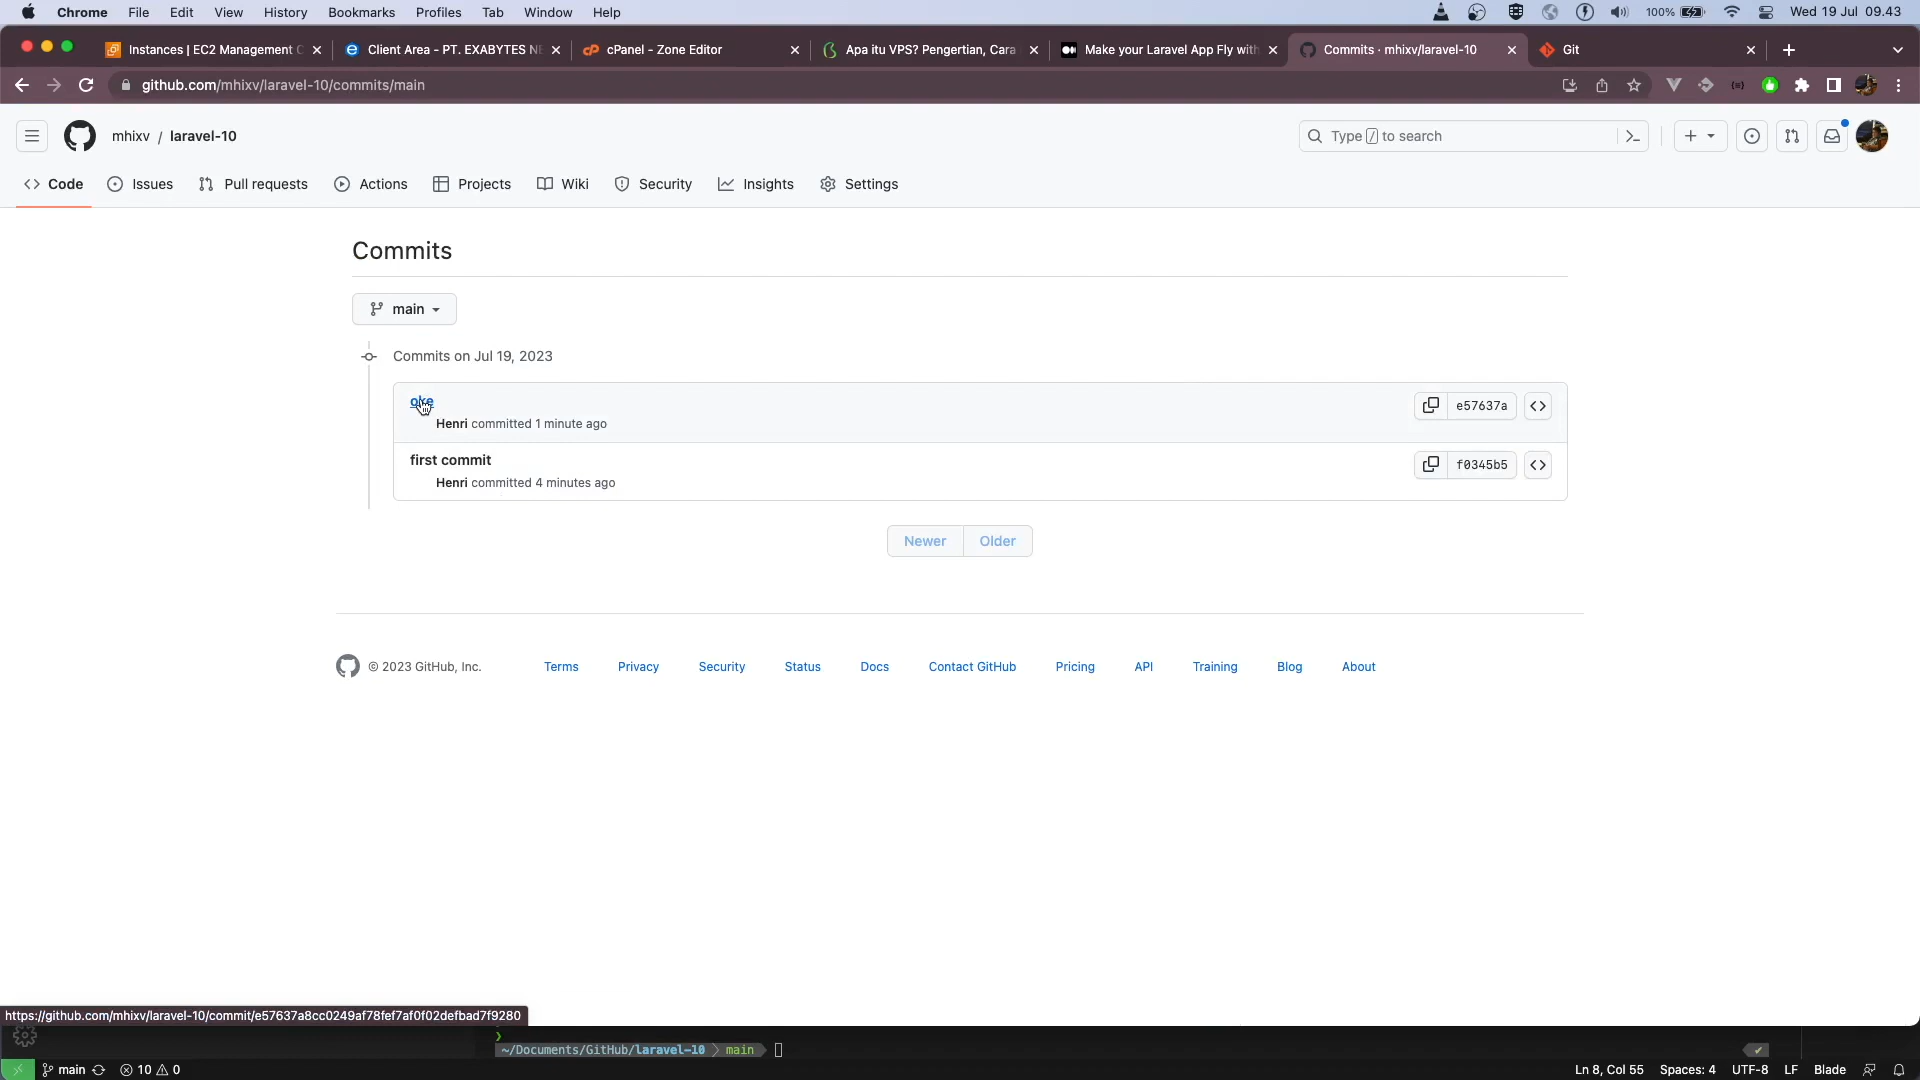 Chrome File Edit View History Bookmarks Profiles Tab Window Help 100% Wed 19 Jul 09.43
Instances | EC2 Management C Client Area - PT. EXABYTES NE cPanel - Zone Editor Apa itu VPS? Pengertian, Cara Make your Laravel App Fly with Commits · mhixv/laravel-10 Git
github.com/mhixv/laravel-10/commits/main
mhixv / laravel-10 Type / to search
Code Issues Pull requests Actions Projects Wiki Security Insights Settings
Commits
main
Commits on Jul 19, 2023
oke e57637a
Henri committed 1 minute ago
first commit f0345b5
Henri committed 4 minutes ago
Newer Older
© 2023 GitHub, Inc. Terms Privacy Security Status Docs Contact GitHub Pricing API Training Blog About
https://github.com/mhixv/laravel-10/commit/e57637a8cc0249af78fef7af0f02defbad7f9280
~/Documents/GitHub/laravel-10 main
main 10 0 Ln 8, Col 55 Spaces: 4 UTF-8 LF Blade